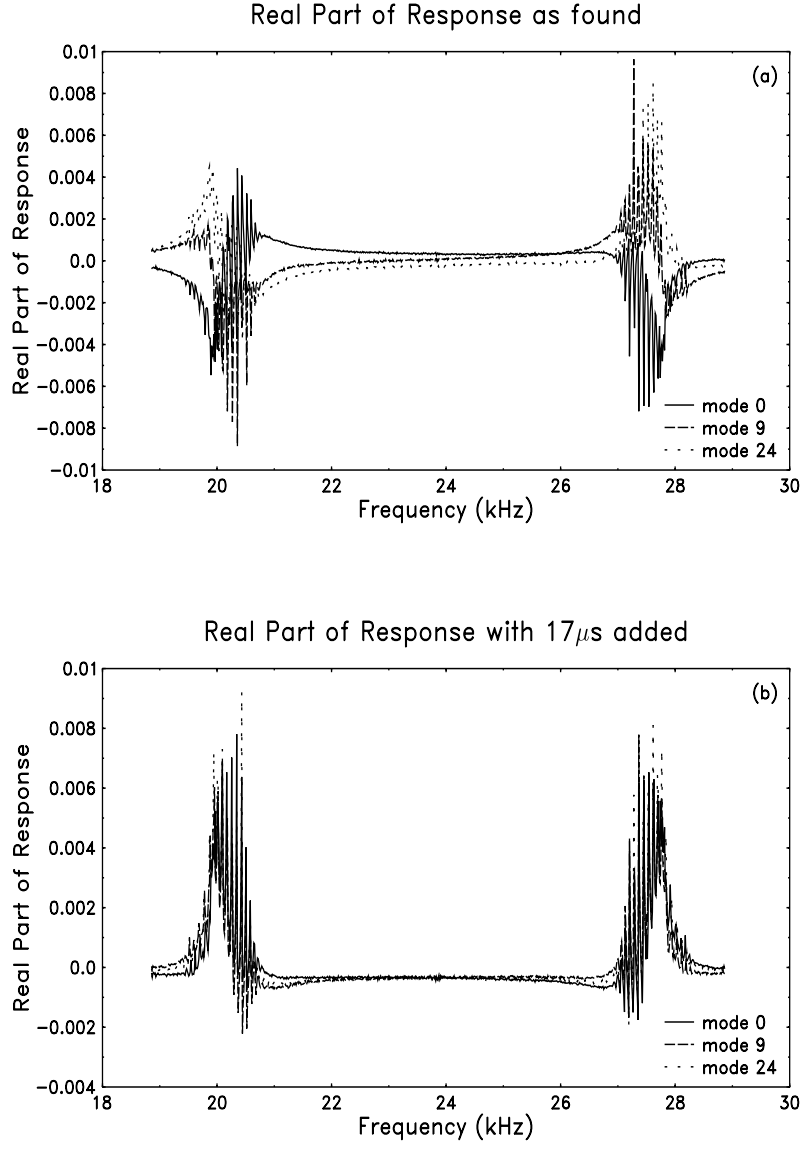 Real Part of Response as found
(a)
Real Part of Response
0.01
0.008
0.006
0.004
0.002
0.0
−0.002
−0.004
−0.006
−0.008
−0.01
mode 0
mode 9
mode 24
18 20 22 24 26 28 30
Frequency (kHz)
Real Part of Response with 17μs added
(b)
Real Part of Response
0.01
0.008
0.006
0.004
0.002
0.0
−0.002
−0.004
mode 0
mode 9
mode 24
18 20 22 24 26 28 30
Frequency (kHz)